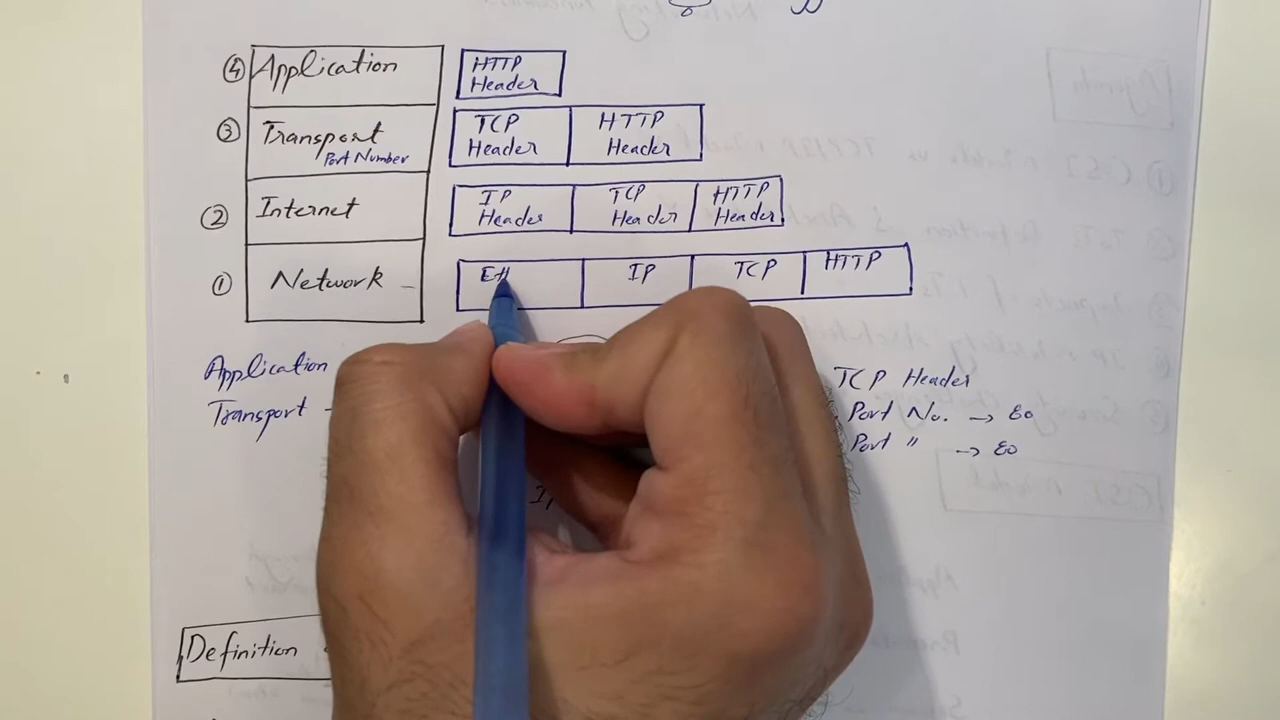 ④ Application HTTP
Header
③ Transport TCP HTTP
Port Number Header Header
② Internet IP TCP HTTP
Header Header Header
① Network Eth IP TCP HTTP
Application
Transport
TCP Header
Port No. → 80
Port " → 80
Definition